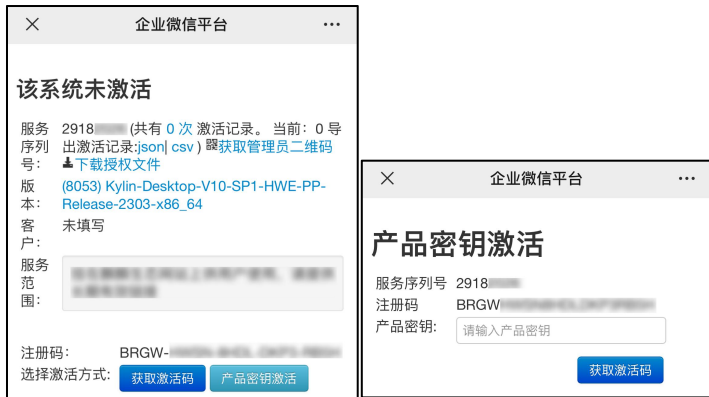 企业微信平台
该系统未激活
服务序列号： 2918 (共有 0 次 激活记录。 当前：0 导
出激活记录:json| csv ) 获取管理员二维码
下载授权文件
版本： (8053) Kylin-Desktop-V10-SP1-HWE-PP-
Release-2303-x86_64
客户： 未填写
服务范围：
注册码： BRGW-
选择激活方式: 获取激活码 产品密钥激活
企业微信平台
产品密钥激活
服务序列号 2918
注册码 BRGW
产品密钥: 请输入产品密钥
获取激活码